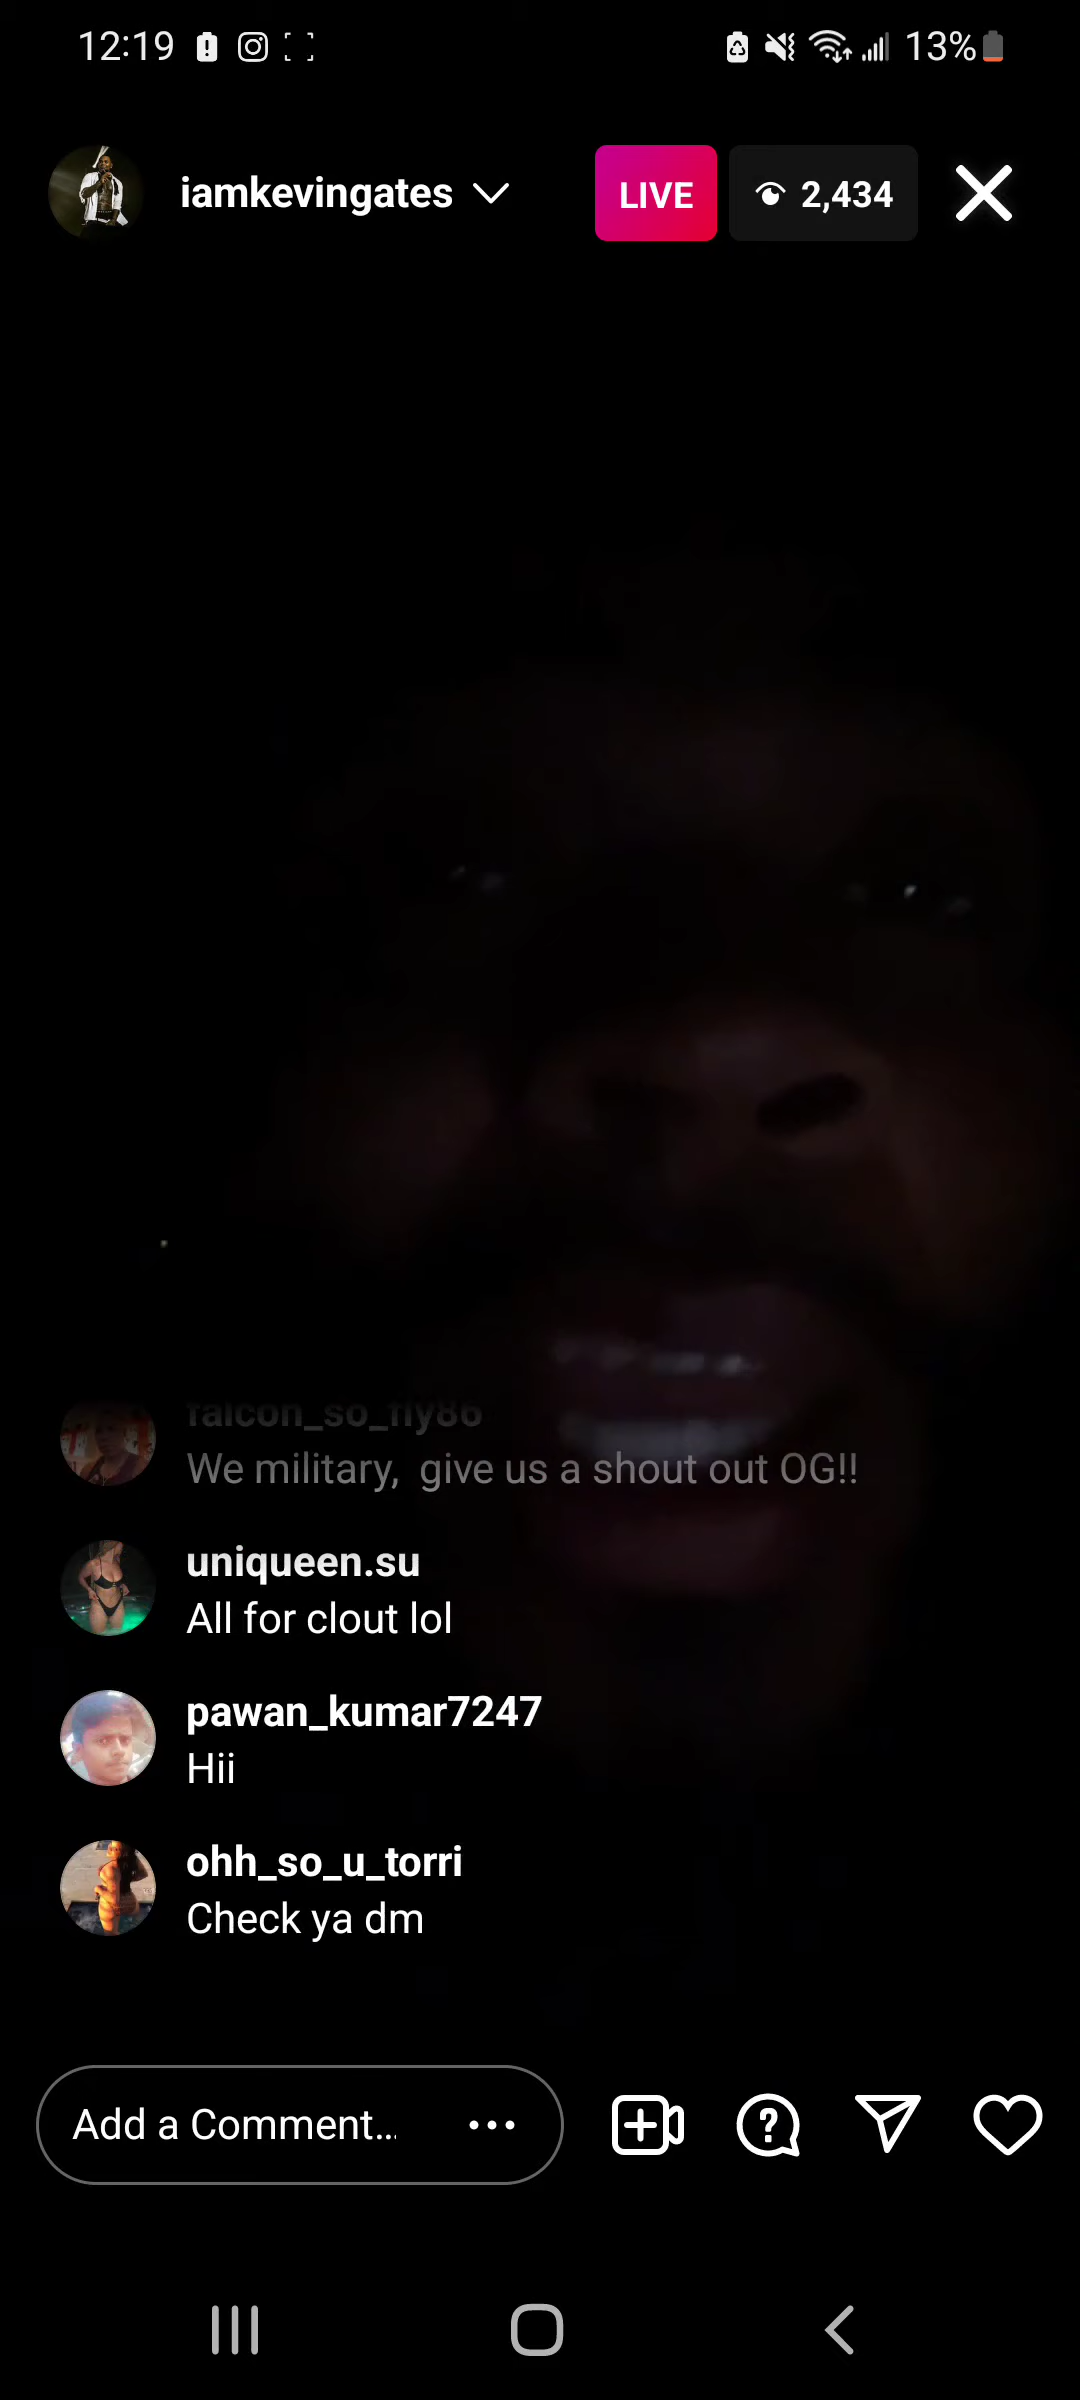 12:19
13%
iamkevingates
LIVE
2,434
falcon_so_fly86
We military, give us a shout out OG!!
uniqueen.su
All for clout lol
pawan_kumar7247
Hii
ohh_so_u_torri
Check ya dm
Add a Comment...